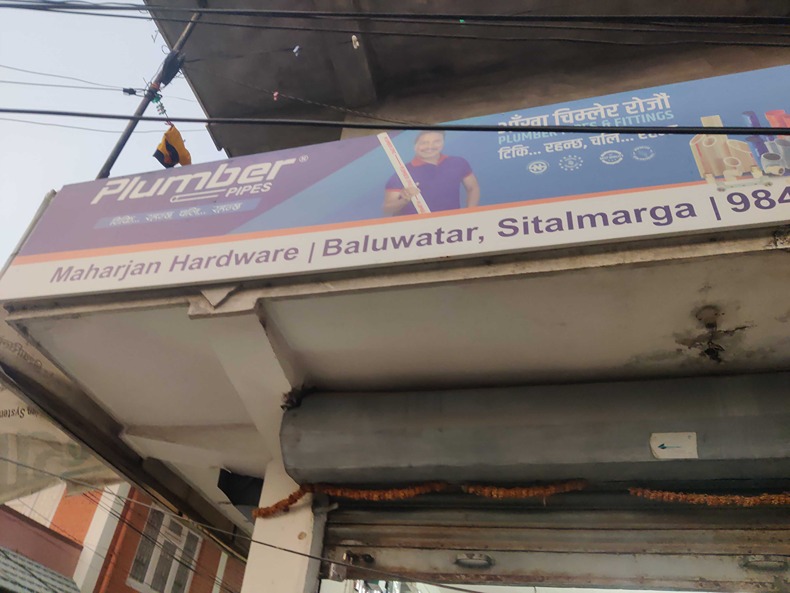 Plumber®
PIPES
टिकि... रहन्छ चलि... रहन्छ
आँखा चिम्लेर रोजौं
PLUMBER & FITTINGS
टिकि... रहन्छ, चलि...
Maharjan Hardware | Baluwatar, Sitalmarga | 984